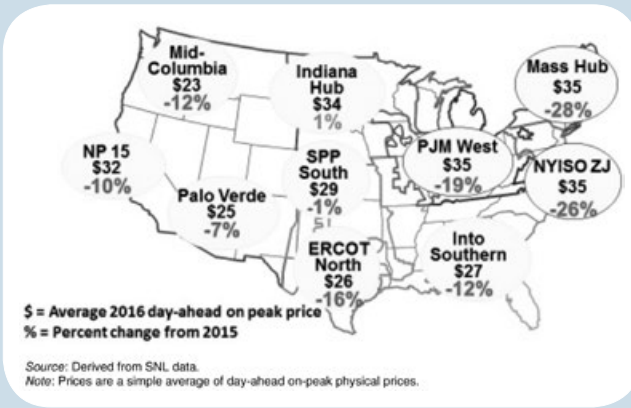 Mid-
Columbia
$23
-12%
Indiana
Hub
$34
1%
Mass Hub
$35
-28%
NP 15
$32
-10%
PJM West
$35
-19%
NYISO ZJ
$35
-26%
SPP
South
$29
-1%
Palo Verde
$25
-7%
ERCOT
North
$26
-16%
Into
Southern
$27
-12%
$ = Average 2016 day-ahead on peak price
% = Percent change from 2015
Source: Derived from SNL data.
Note: Prices are a simple average of day-ahead on-peak physical prices.